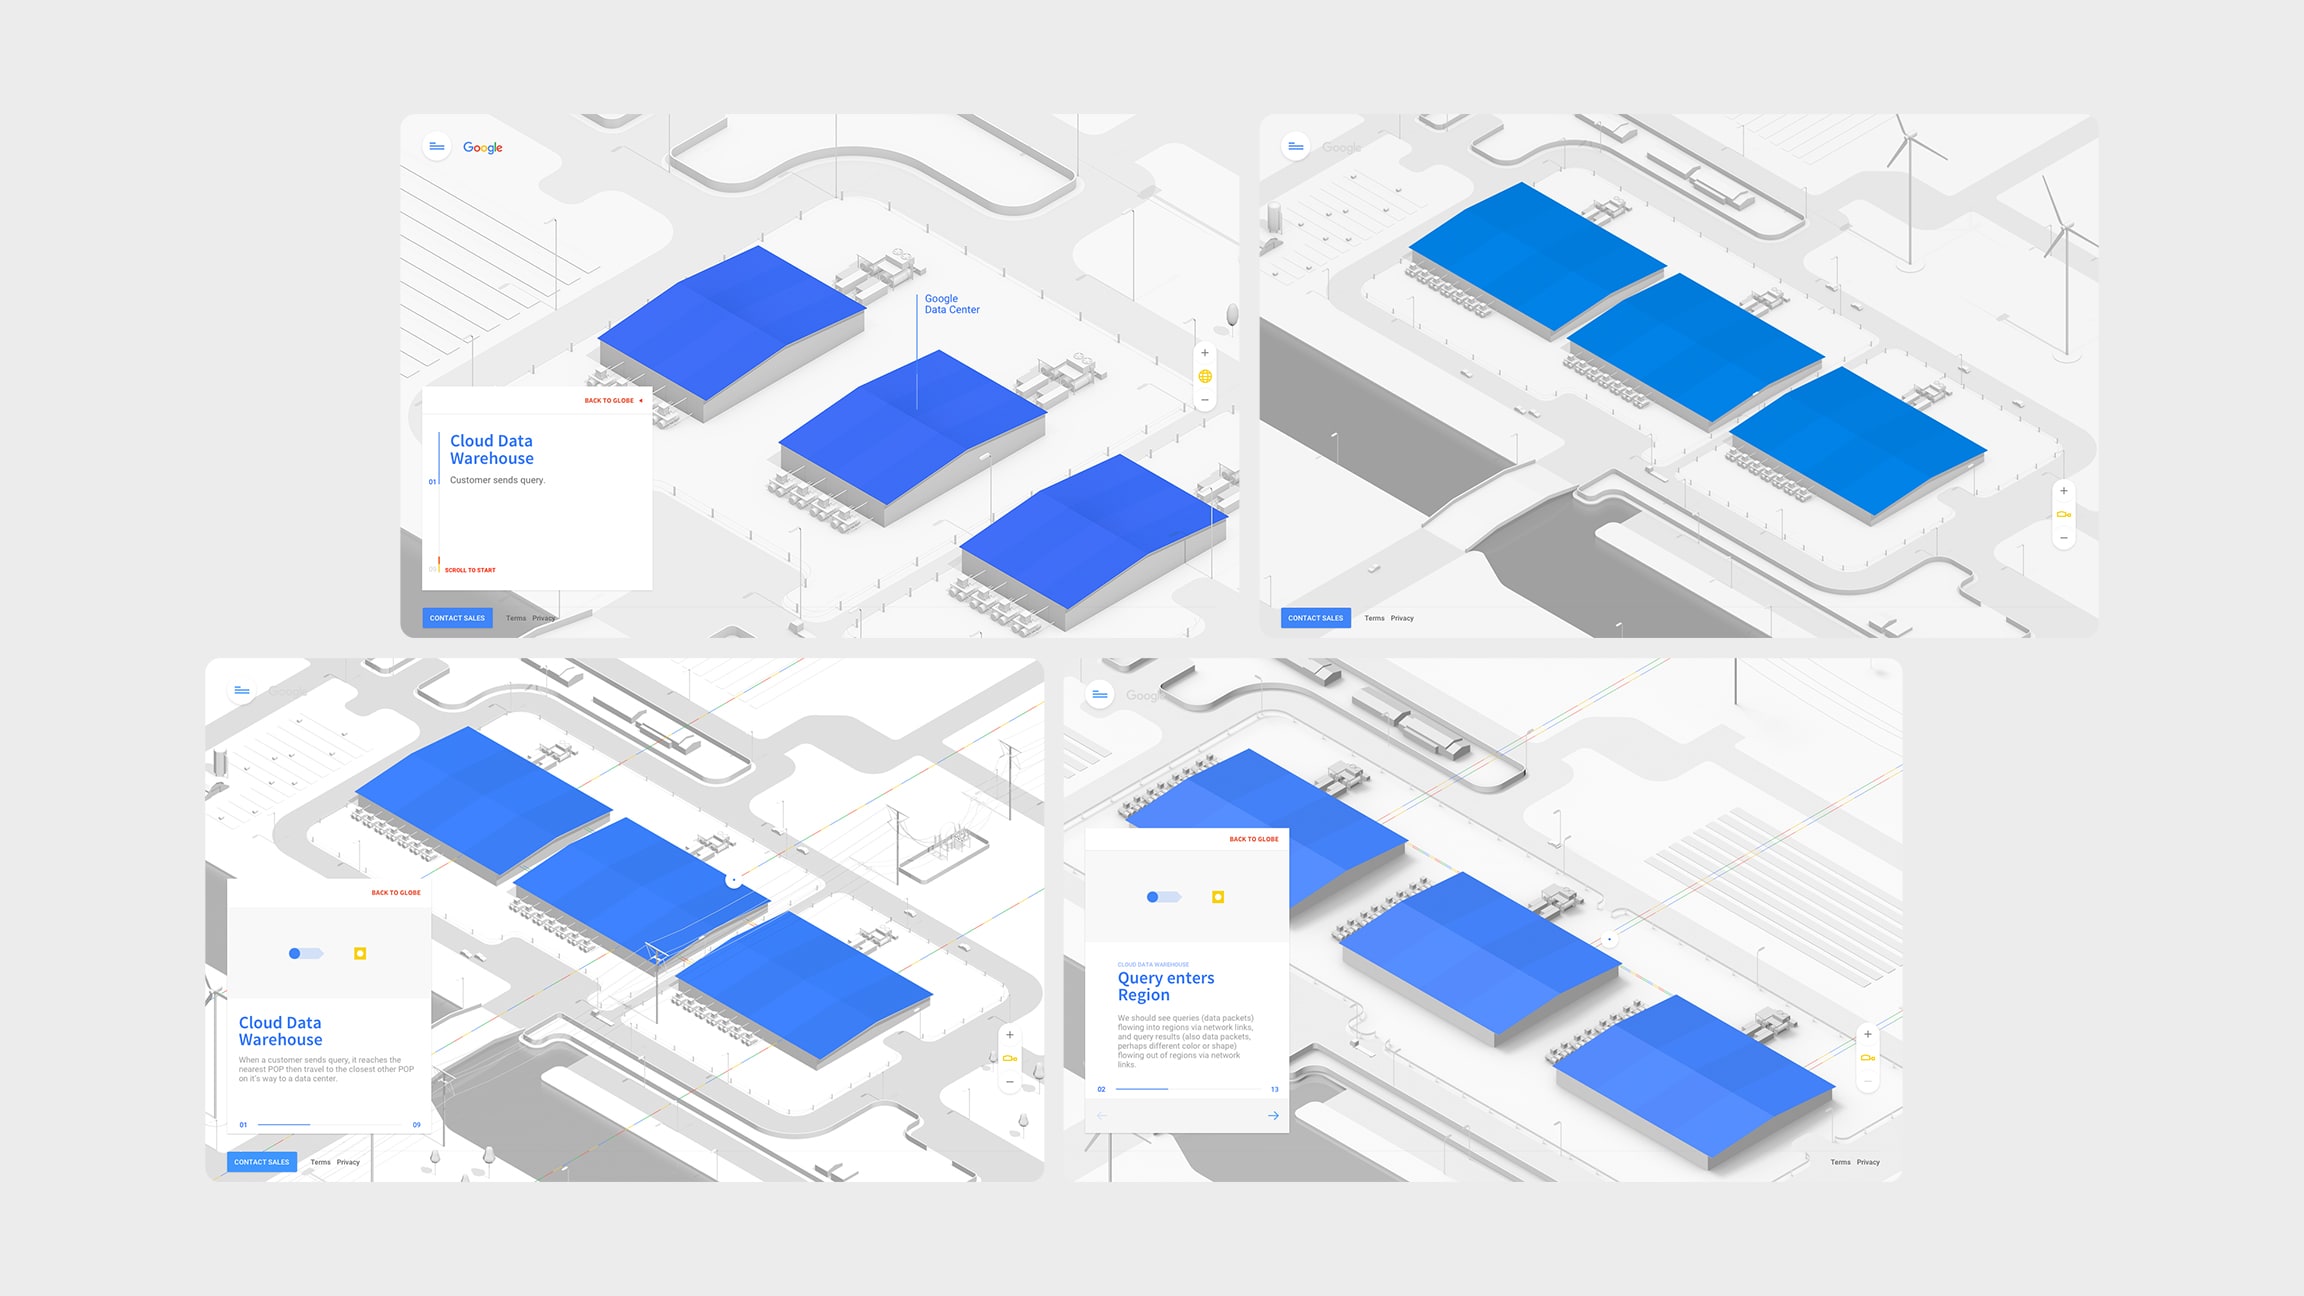 Google
Google
Data Center
BACK TO GLOBE
Cloud Data
Warehouse
01
Customer sends query.
09
SCROLL TO START
CONTACT SALES
Terms Privacy
Google
CONTACT SALES
Terms Privacy
Google
BACK TO GLOBE
Cloud Data
Warehouse
When a customer sends query, it reaches the
nearest POP then travel to the closest other POP
on it's way to a data center.
01
09
CONTACT SALES
Terms Privacy
Google
BACK TO GLOBE
CLOUD DATA WAREHOUSE
Query enters
Region
We should see queries (data packets)
flowing into regions via network links,
and query results (also data packets,
perhaps different color or shape)
flowing out of regions via network
links.
02
13
Terms Privacy